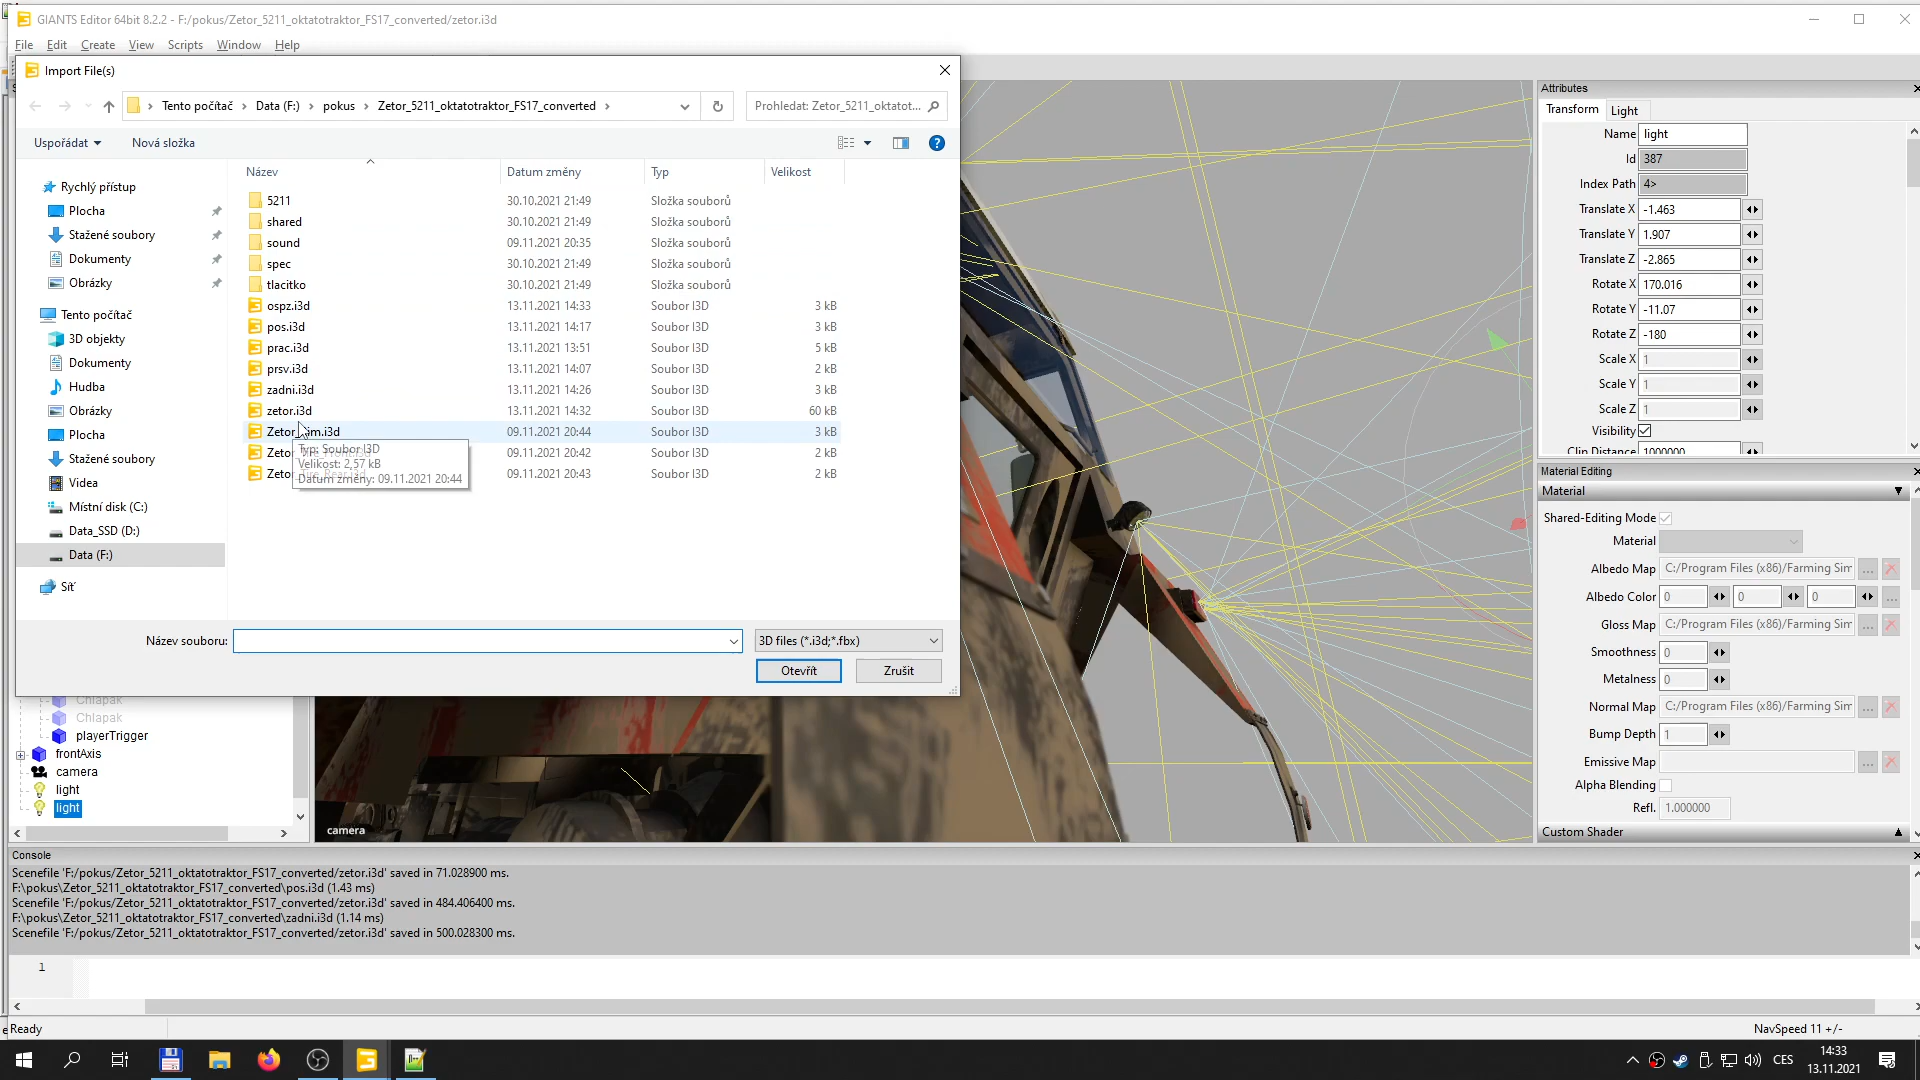 GIANTS Editor 64bit 8.2.2 - F:/pokus/Zetor_5211_oktatotraktor_FS17_converted/zetor.i3d
File Edit Create View Scripts Window Help
Import File(s)
Tento počítač Data (F:) pokus Zetor_5211_oktatotraktor_FS17_converted
Prohledat: Zetor_5211_oktatot...
Uspořádat Nová složka
Název Datum změny Typ Velikost
Rychlý přístup
Plocha
Stažené soubory
Dokumenty
Obrázky
Tento počítač
3D objekty
Dokumenty
Hudba
Obrázky
Plocha
Stažené soubory
Videa
Místní disk (C:)
Data_SSD (D:)
Data (F:)
Síť
5211 30.10.2021 21:49 Složka souborů
shared 30.10.2021 21:49 Složka souborů
sound 09.11.2021 20:35 Složka souborů
spec 30.10.2021 21:49 Složka souborů
tlacitko 30.10.2021 21:49 Složka souborů
ospz.i3d 13.11.2021 14:33 Soubor I3D 3 kB
pos.i3d 13.11.2021 14:17 Soubor I3D 3 kB
prac.i3d 13.11.2021 13:51 Soubor I3D 5 kB
prsv.i3d 13.11.2021 14:07 Soubor I3D 2 kB
zadni.i3d 13.11.2021 14:26 Soubor I3D 3 kB
zetor.i3d 13.11.2021 14:32 Soubor I3D 60 kB
09.11.2021 20:44 Soubor I3D 3 kB
09.11.2021 20:42 Soubor I3D 2 kB
09.11.2021 20:43 Soubor I3D 2 kB
Typ: Soubor I3D
Velikost: 2,57 kB
Datum změny: 09.11.2021 20:44
Název souboru:
3D files (*.i3d;*.fbx)
Otevřít Zrušit
Chlapak
Chlapak
playerTrigger
frontAxis
camera
light
light
camera
Attributes
Transform Light
Name light
Id 387
Index Path 4>
Translate X -1.463
Translate Y 1.907
Translate Z -2.865
Rotate X 170.016
Rotate Y -11.07
Rotate Z -180
Scale X 1
Scale Y 1
Scale Z 1
Visibility
Clip Distance 1000000
Material Editing
Material
Shared-Editing Mode
Material
Albedo Map C:/Program Files (x86)/Farming Sim ...
Albedo Color 0 0 0 ...
Gloss Map C:/Program Files (x86)/Farming Sim ...
Smoothness 0
Metalness 0
Normal Map C:/Program Files (x86)/Farming Sim ...
Bump Depth 1
Emissive Map ...
Alpha Blending
Refl. 1.000000
Custom Shader
Console
Scenefile 'F:/pokus/Zetor_5211_oktatotraktor_FS17_converted/zetor.i3d' saved in 71.028900 ms.
F:\pokus\Zetor_5211_oktatotraktor_FS17_converted\pos.i3d (1.43 ms)
Scenefile 'F:/pokus/Zetor_5211_oktatotraktor_FS17_converted/zetor.i3d' saved in 484.406400 ms.
F:\pokus\Zetor_5211_oktatotraktor_FS17_converted\zadni.i3d (1.14 ms)
Scenefile 'F:/pokus/Zetor_5211_oktatotraktor_FS17_converted/zetor.i3d' saved in 500.028300 ms.
1
Ready
NavSpeed 11 +/-
CES
14:33
13.11.2021